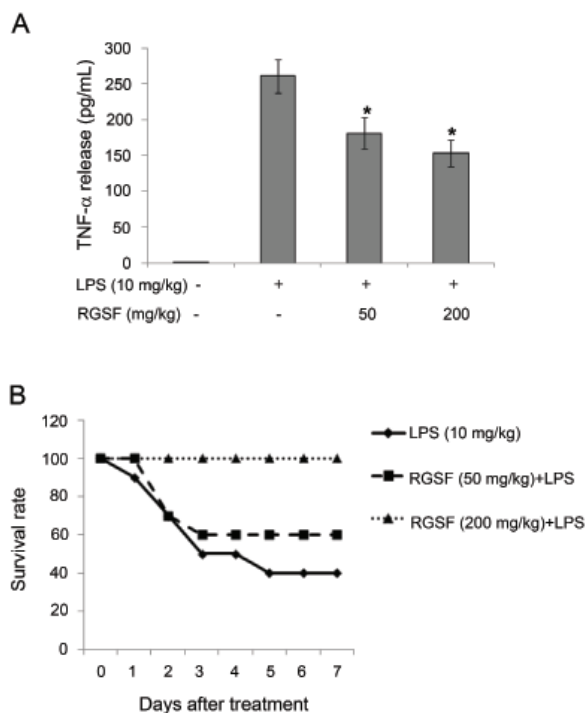 A
TNF-α release (pg/mL)
300
250
200
150
100
50
0
* *
LPS (10 mg/kg) - + + +
RGSF (mg/kg) - - 50 200
B
Survival rate
120
100
80
60
40
20
0
0 1 2 3 4 5 6 7
Days after treatment
LPS (10 mg/kg)
RGSF (50 mg/kg)+LPS
RGSF (200 mg/kg)+LPS